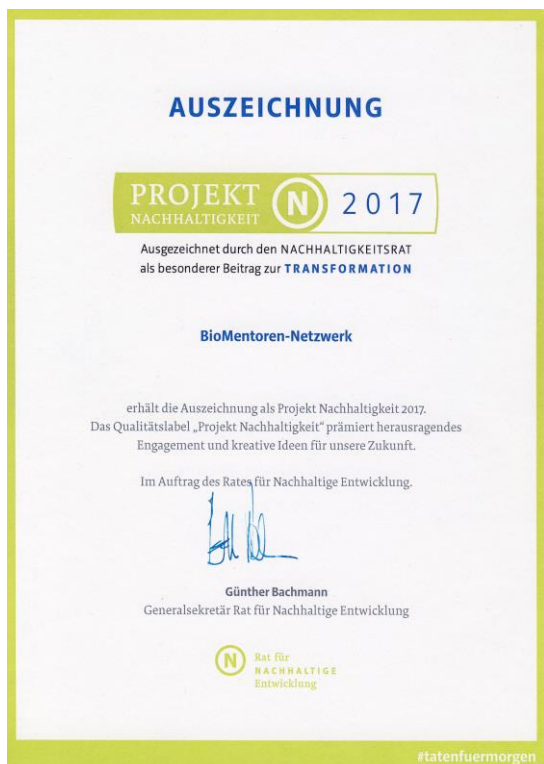 AUSZEICHNUNG
PROJEKT N 2017
NACHHALTIGKEIT
Ausgezeichnet durch den NACHHALTIGKEITSRAT
als besonderer Beitrag zur TRANSFORMATION
BioMentoren-Netzwerk
erhält die Auszeichnung als Projekt Nachhaltigkeit 2017.
Das Qualitätslabel „Projekt Nachhaltigkeit“ prämiert herausragendes
Engagement und kreative Ideen für unsere Zukunft.
Im Auftrag des Rates für Nachhaltige Entwicklung.
Günther Bachmann
Generalsekretär Rat für Nachhaltige Entwicklung
N
Rat für
NACHHALTIGE
Entwicklung
#tatenfuermorgen